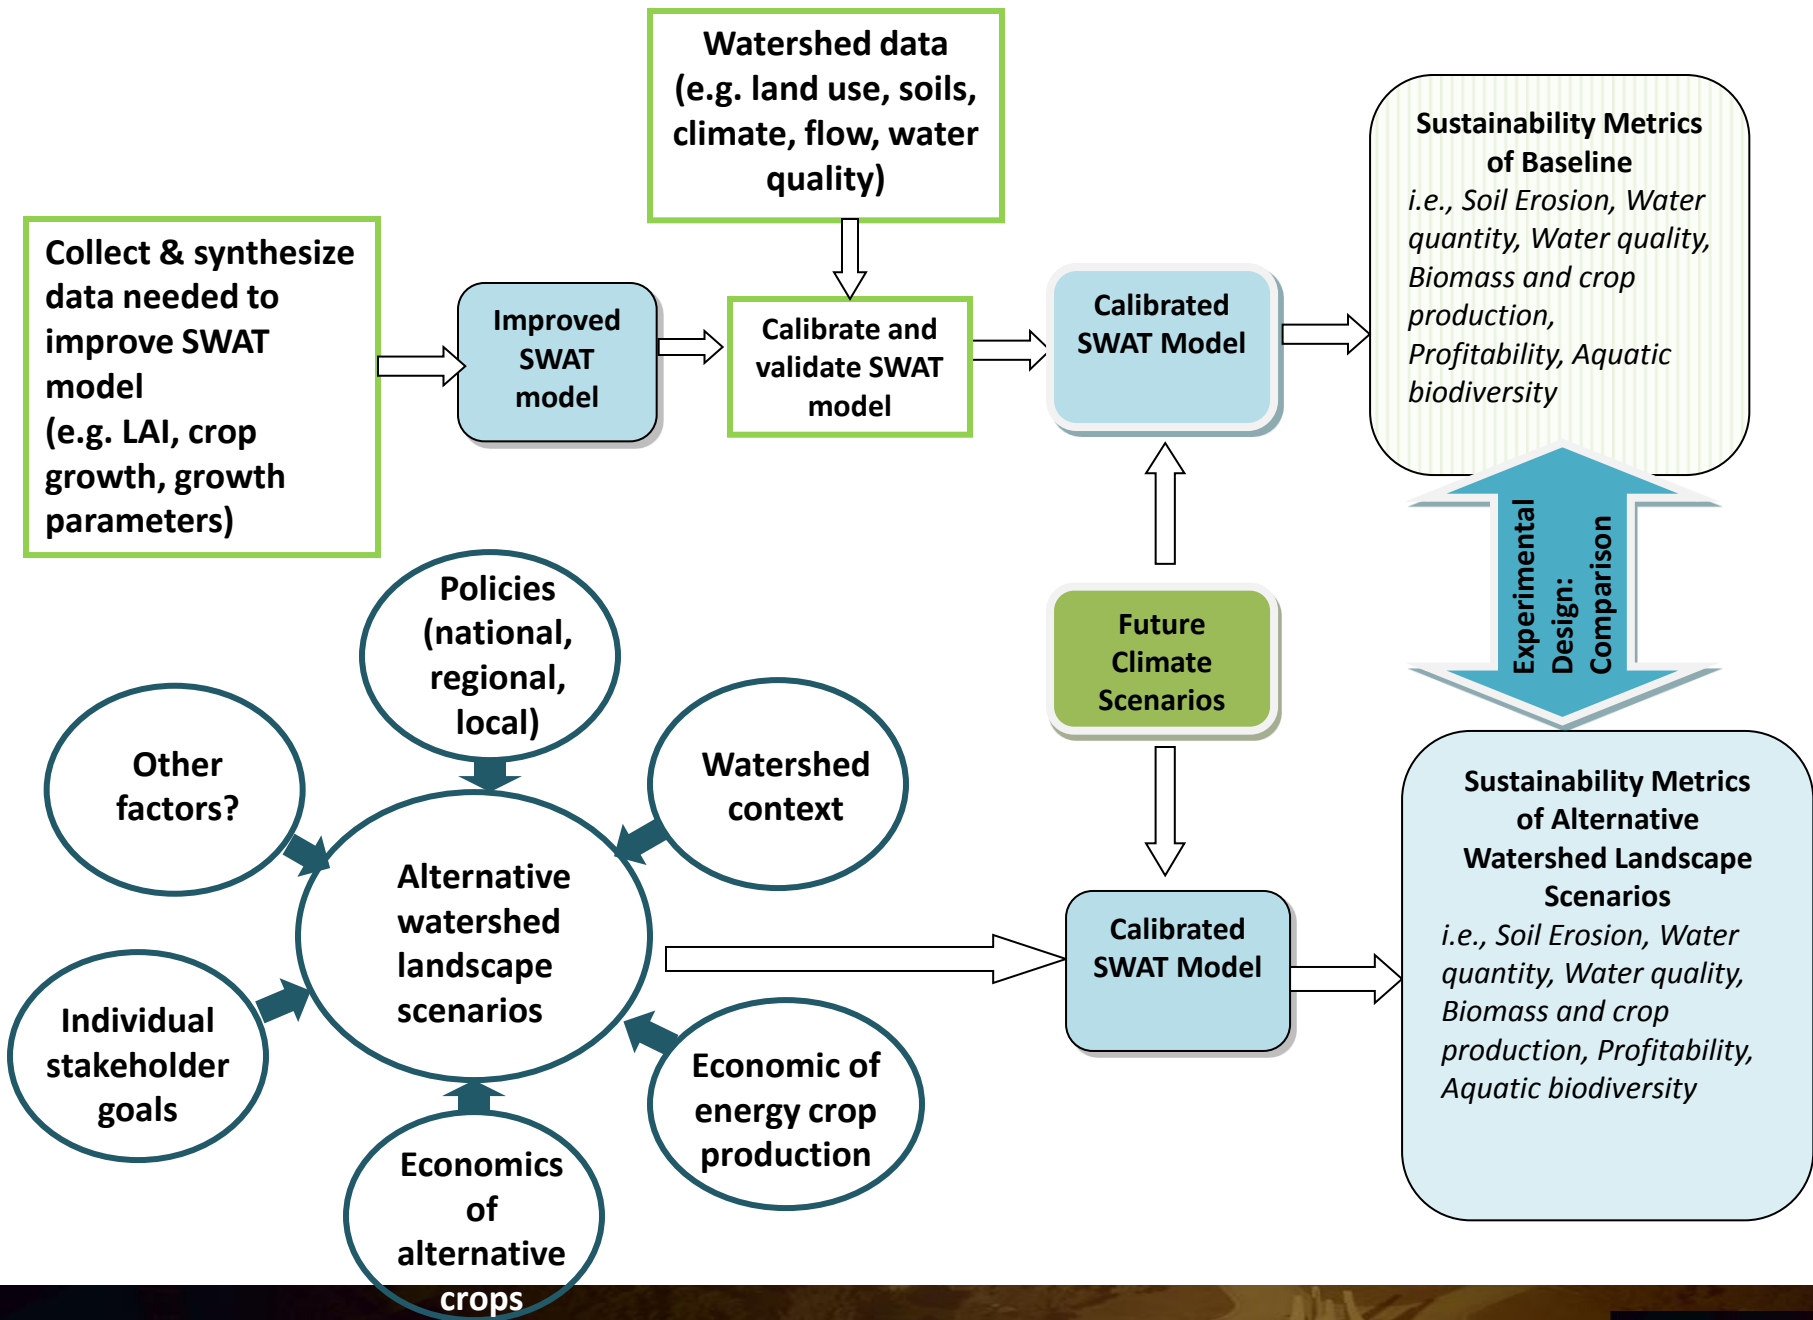 Watershed data
(e.g. land use, soils,
climate, flow, water
quality)
Sustainability Metrics
of Baseline
i.e., Soil Erosion, Water
quantity, Water quality,
Biomass and crop
production,
Profitability, Aquatic
biodiversity
Collect & synthesize
data needed to
improve SWAT
model
(e.g. LAI, crop
growth, growth
parameters)
Improved
SWAT
model
Calibrate and
validate SWAT
model
Calibrated
SWAT Model
Experimental
Design:
Comparison
Policies
(national,
regional,
local)
Future
Climate
Scenarios
Other
factors?
Watershed
context
Alternative
watershed
landscape
scenarios
Individual
stakeholder
goals
Economic of
energy crop
production
Economics
of
alternative
crops
Calibrated
SWAT Model
Sustainability Metrics
of Alternative
Watershed Landscape
Scenarios
i.e., Soil Erosion, Water
quantity, Water quality,
Biomass and crop
production, Profitability,
Aquatic biodiversity